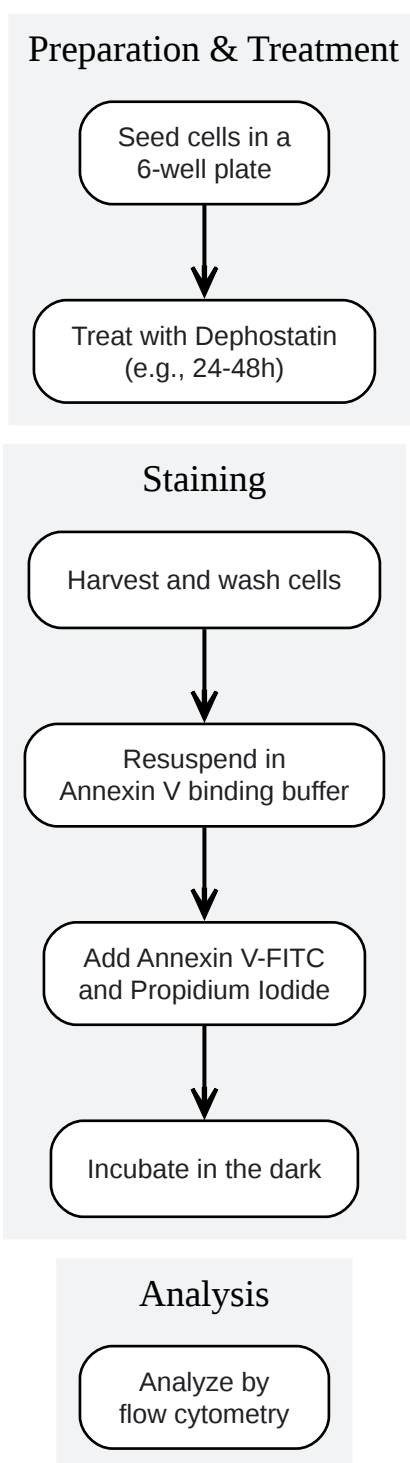 Preparation & Treatment
Seed cells in a
6-well plate
Treat with Dephostatin
(e.g., 24-48h)
Staining
Harvest and wash cells
Resuspend in
Annexin V binding buffer
Add Annexin V-FITC
and Propidium Iodide
Incubate in the dark
Analysis
Analyze by
flow cytometry